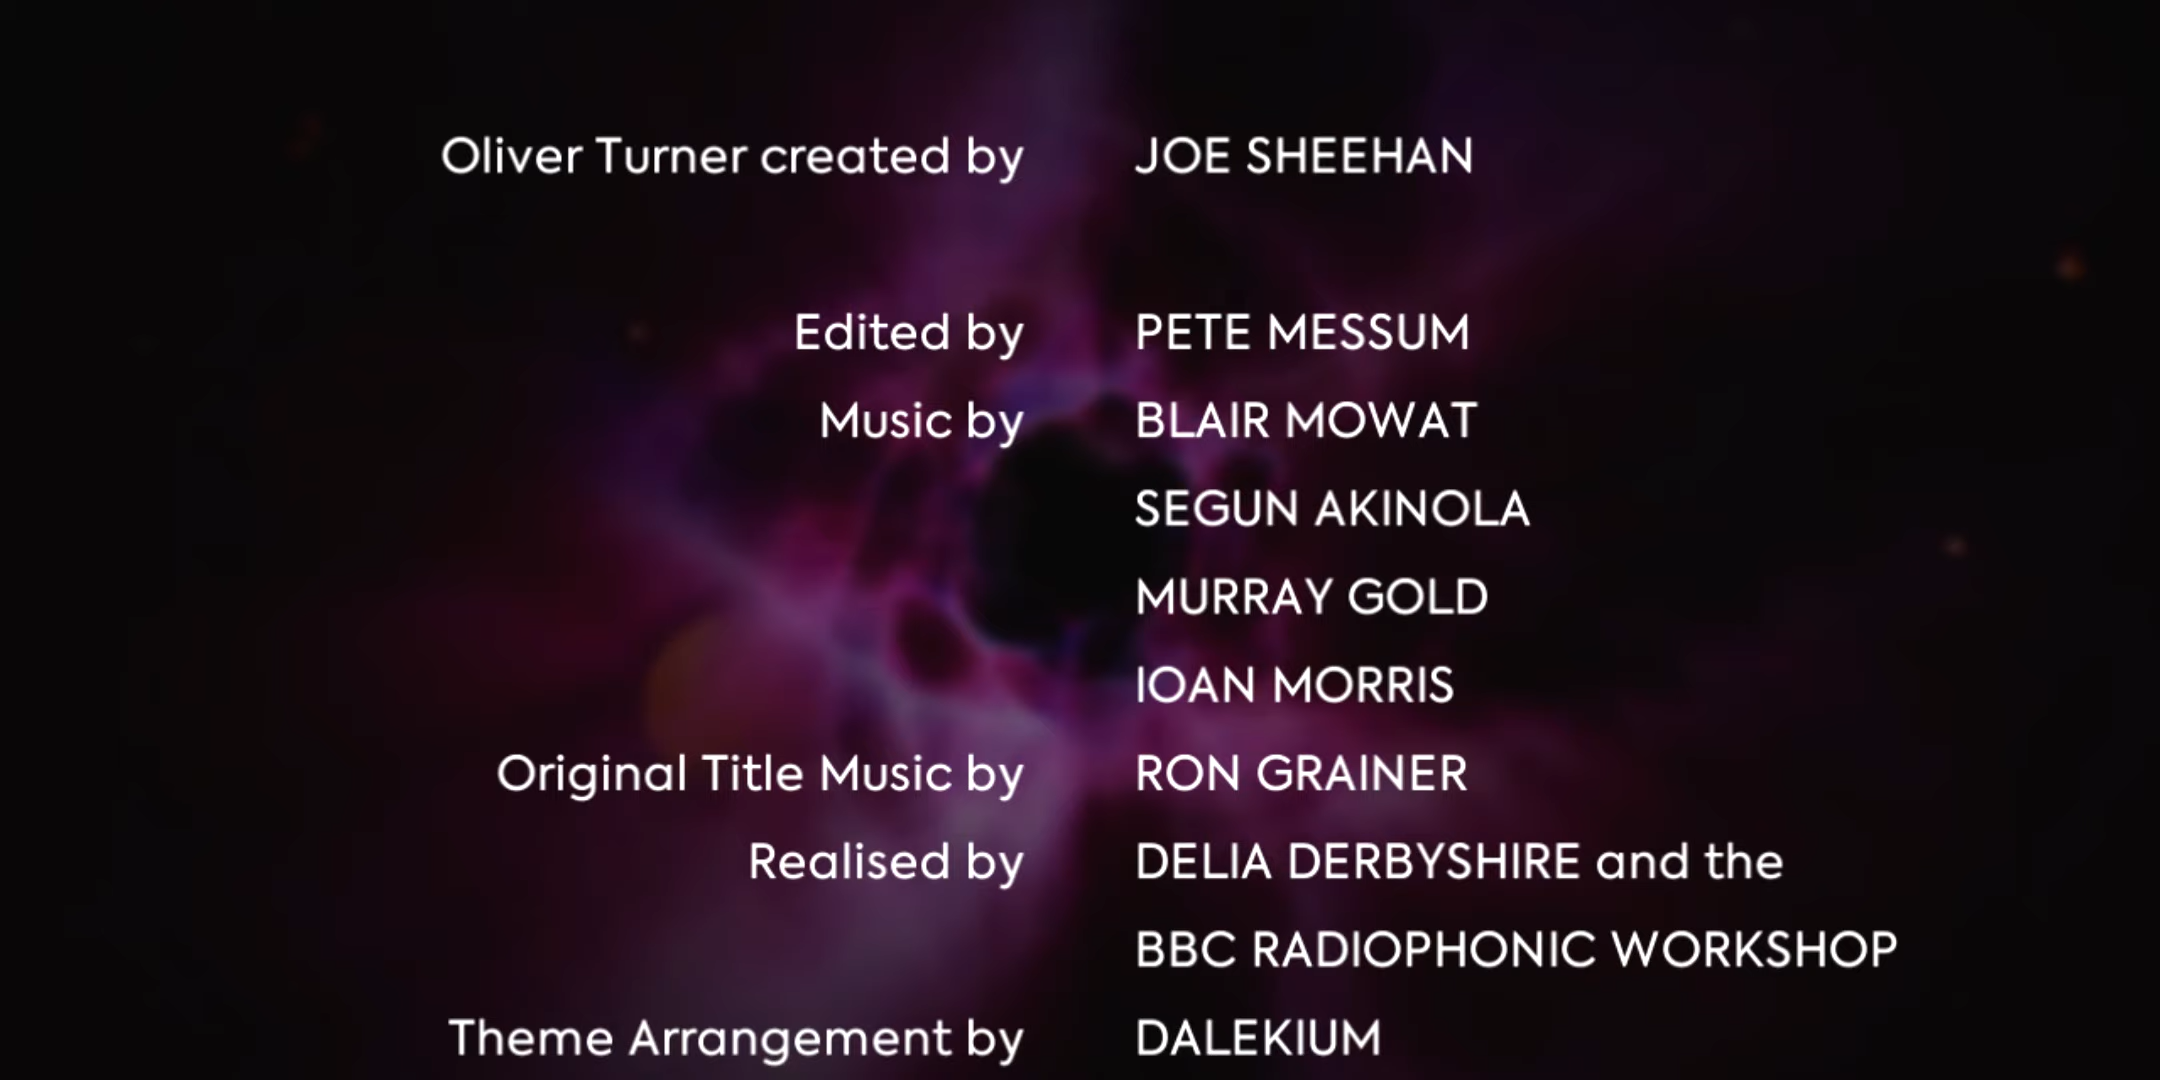 Oliver Turner created by JOE SHEEHAN
Edited by PETE MESSUM
Music by BLAIR MOWAT
SEGUN AKINOLA
MURRAY GOLD
IOAN MORRIS
Original Title Music by RON GRAINER
Realised by DELIA DERBYSHIRE and the
BBC RADIOPHONIC WORKSHOP
Theme Arrangement by DALEKIUM